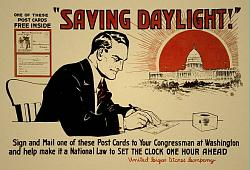 ONE OF THESE
POST CARDS
FREE INSIDE
"SAVING DAYLIGHT!"
Sign and Mail one of these Post Cards to Your Congressman at Washington
and help make it a National Law to SET THE CLOCK ONE HOUR AHEAD
United Cigar Stores Company